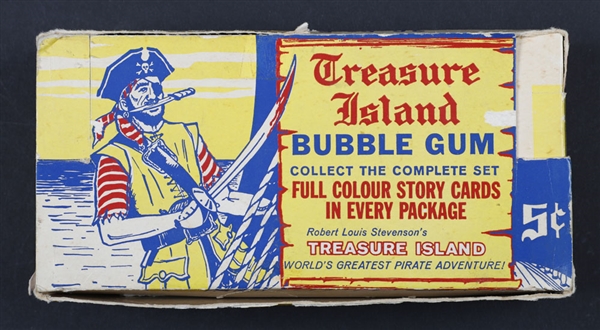 Treasure
Island
BUBBLE GUM
COLLECT THE COMPLETE SET
FULL COLOUR STORY CARDS
IN EVERY PACKAGE
Robert Louis Stevenson's
TREASURE ISLAND
WORLD'S GREATEST PIRATE ADVENTURE!
5¢